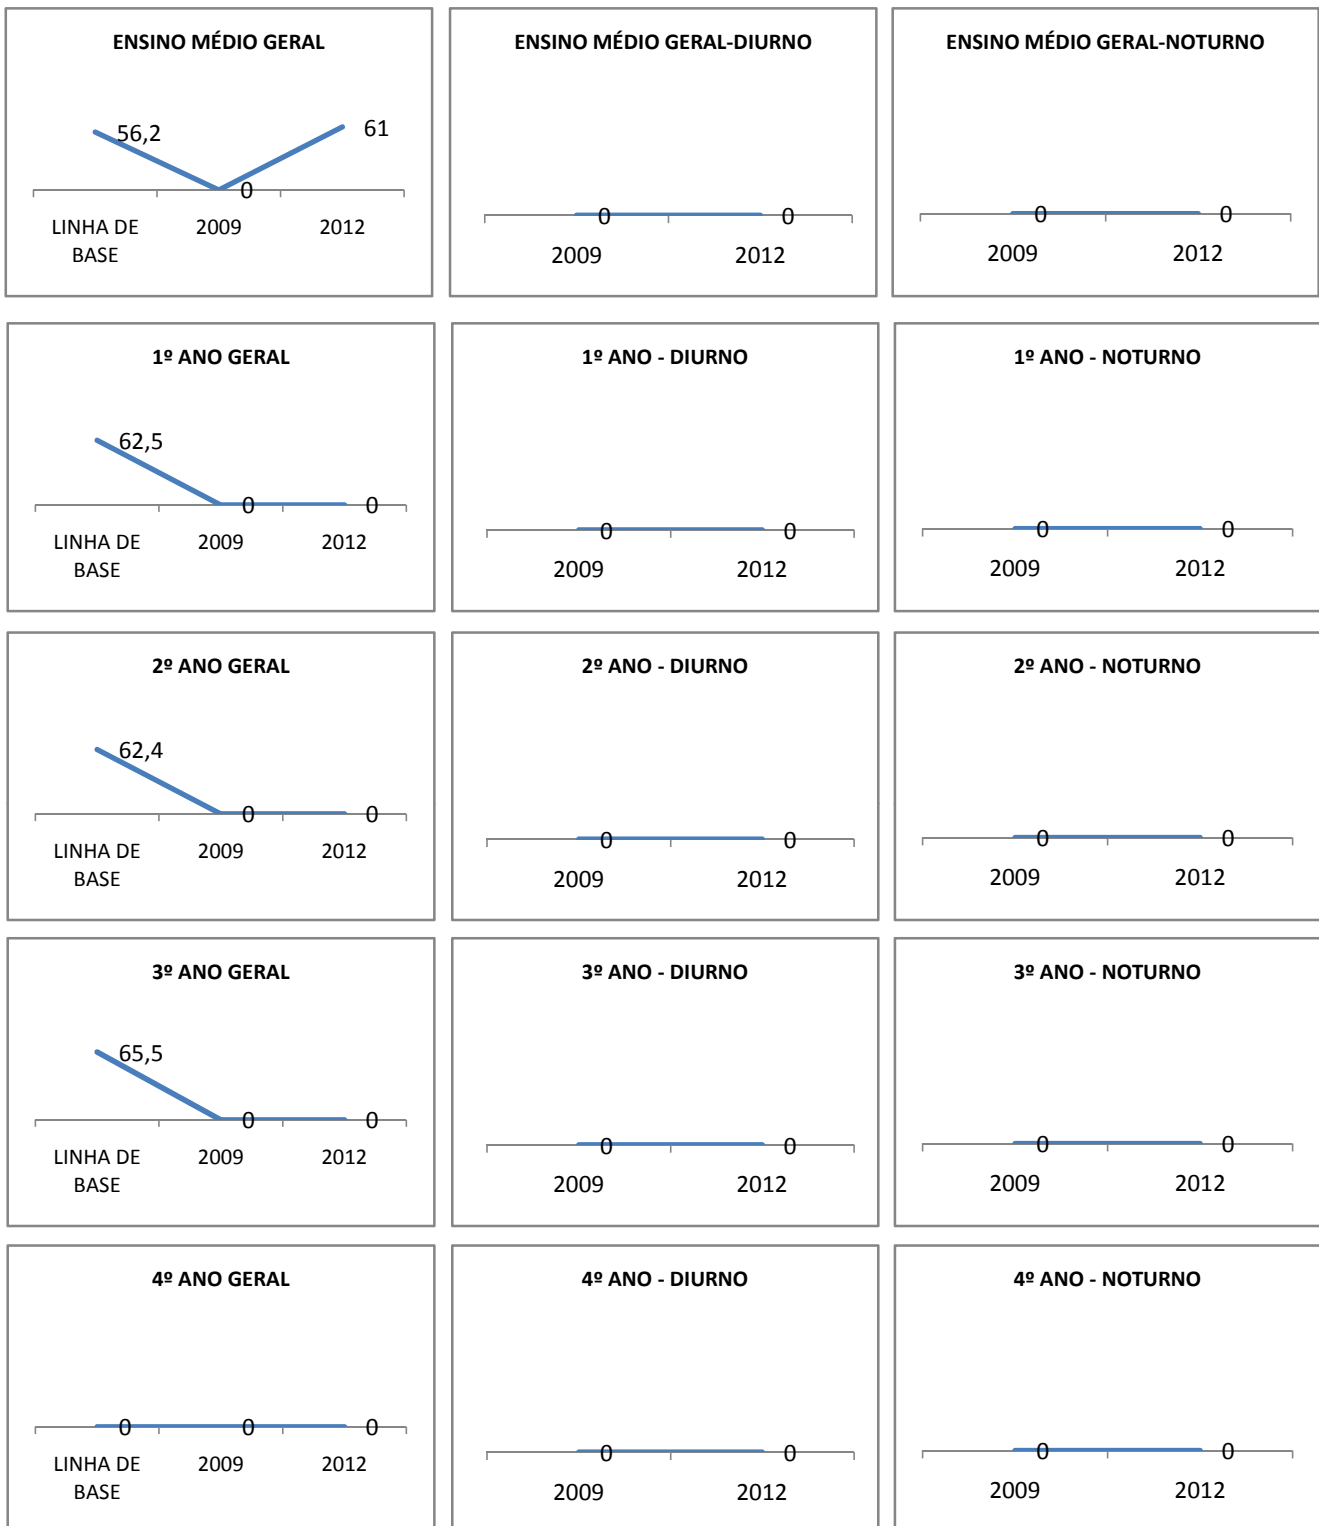 ENSINO MÉDIO GERAL
56,2
61
0
LINHA DE
BASE
2009
2012
ENSINO MÉDIO GERAL-DIURNO
0
0
2009
2012
ENSINO MÉDIO GERAL-NOTURNO
0
0
2009
2012
1º ANO GERAL
62,5
0
0
LINHA DE
BASE
2009
2012
1º ANO - DIURNO
0
0
2009
2012
1º ANO - NOTURNO
0
0
2009
2012
2º ANO GERAL
62,4
0
0
LINHA DE
BASE
2009
2012
2º ANO - DIURNO
0
0
2009
2012
2º ANO - NOTURNO
0
0
2009
2012
3º ANO GERAL
65,5
0
0
LINHA DE
BASE
2009
2012
3º ANO - DIURNO
0
0
2009
2012
3º ANO - NOTURNO
0
0
2009
2012
4º ANO GERAL
0
0
0
LINHA DE
BASE
2009
2012
4º ANO - DIURNO
0
0
2009
2012
4º ANO - NOTURNO
0
0
2009
2012